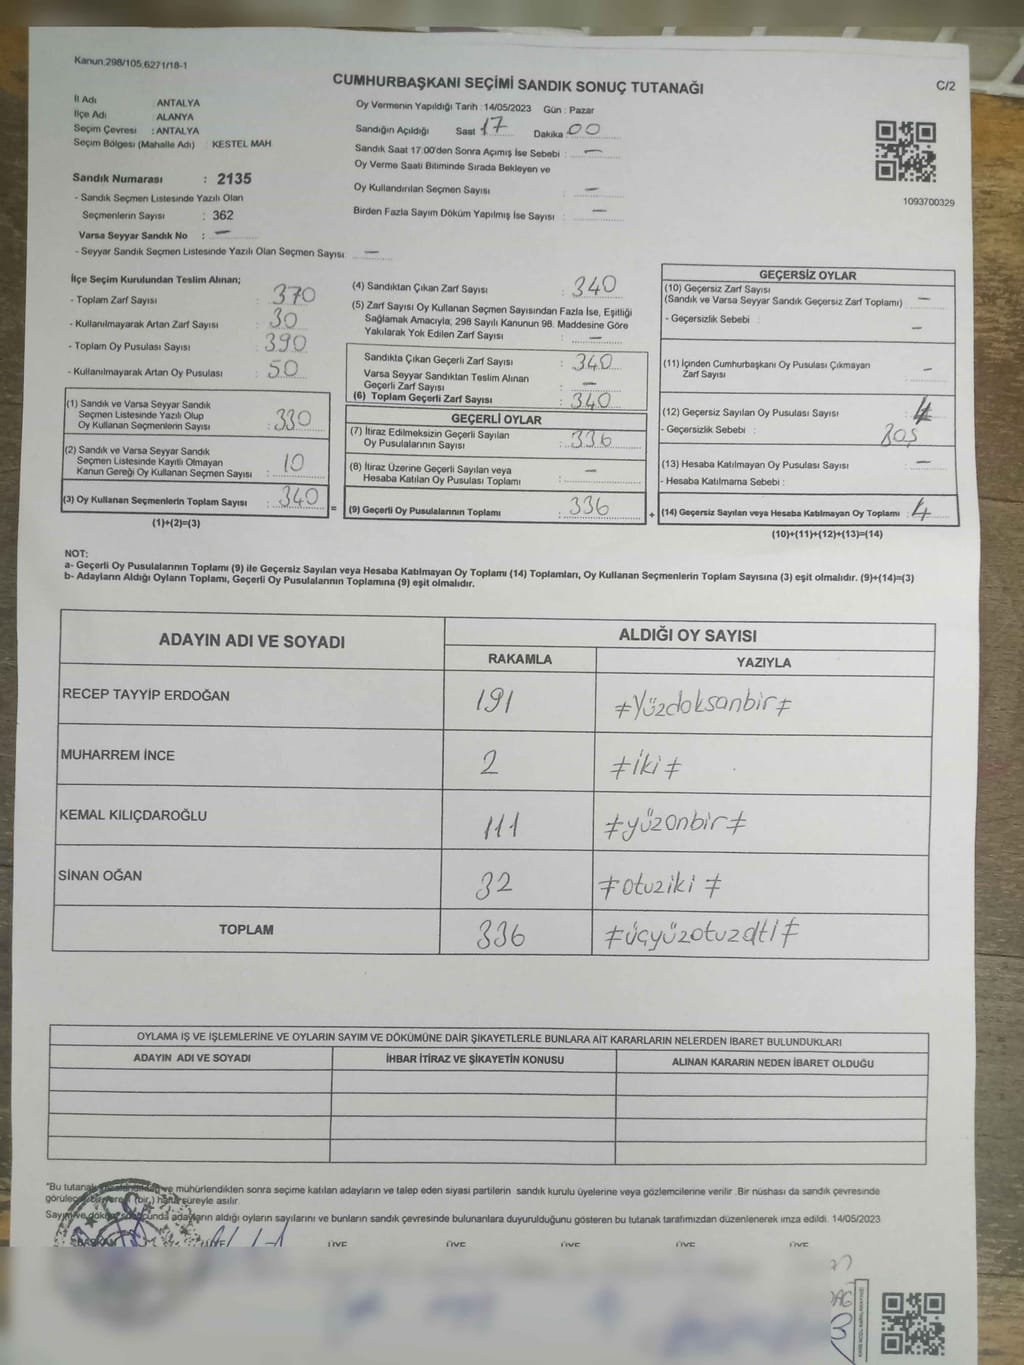 Kanun.298/105,6271/18-1
CUMHURBAŞKANI SEÇİMİ SANDIK SONUÇ TUTANAĞI
C/2
İl Adı ANTALYA
İlçe Adı ALANYA
Seçim Çevresi : ANTALYA
Seçim Bölgesi (Mahalle Adı) KESTEL MAH
Sandık Numarası : 2135
- Sandık Seçmen Listesinde Yazılı Olan
Seçmenlerin Sayısı : 362
Varsa Seyyar Sandık No : —
- Seyyar Sandık Seçmen Listesinde Yazılı Olan Seçmen Sayısı —
Oy Vermenin Yapıldığı Tarih : 14/05/2023 Gün : Pazar
Sandığın Açıldığı Saat 17 Dakika 00
Sandık Saat 17:00'den Sonra Açımış İse Sebebi : —
Oy Verme Saati Bitiminde Sırada Bekleyen ve
Oy Kullandırılan Seçmen Sayısı : —
Birden Fazla Sayım Döküm Yapılmış İse Sayısı : —
1093700329
İlçe Seçim Kurulundan Teslim Alınan;
- Toplam Zarf Sayısı : 370
- Kullanılmayarak Artan Zarf Sayısı : 30
- Toplam Oy Pusulası Sayısı : 390
- Kullanılmayarak Artan Oy Pusulası : 50
(1) Sandık ve Varsa Seyyar Sandık
Seçmen Listesinde Yazılı Olup
Oy Kullanan Seçmenlerin Sayısı : 330
(2) Sandık ve Varsa Seyyar Sandık
Seçmen Listesinde Kayıtlı Olmayan
Kanun Gereği Oy Kullanan Seçmen Sayısı : 10
(3) Oy Kullanan Seçmenlerin Toplam Sayısı : 340 =
(1)+(2)=(3)
(4) Sandıktan Çıkan Zarf Sayısı : 340
(5) Zarf Sayısı Oy Kullanan Seçmen Sayısından Fazla İse, Eşitliği
Sağlamak Amacıyla, 298 Sayılı Kanunun 98. Maddesine Göre
Yakılarak Yok Edilen Zarf Sayısı : —
Sandıkta Çıkan Geçerli Zarf Sayısı : 340
Varsa Seyyar Sandıktan Teslim Alınan
Geçerli Zarf Sayısı : —
(6) Toplam Geçerli Zarf Sayısı : 340
GEÇERLİ OYLAR
(7) İtiraz Edilmeksizin Geçerli Sayılan
Oy Pusulalarının Sayısı : 336
(8) İtiraz Üzerine Geçerli Sayılan veya
Hesaba Katılan Oy Pusulası Toplamı : —
(9) Geçerli Oy Pusulalarının Toplamı : 336 +
GEÇERSİZ OYLAR
(10) Geçersiz Zarf Sayısı
(Sandık ve Varsa Seyyar Sandık Geçersiz Zarf Toplamı) : —
- Geçersizlik Sebebi : —
(11) İçinden Cumhurbaşkanı Oy Pusulası Çıkmayan
Zarf Sayısı : —
(12) Geçersiz Sayılan Oy Pusulası Sayısı : 4
- Geçersizlik Sebebi : BOŞ
(13) Hesaba Katılmayan Oy Pusulası Sayısı : —
- Hesaba Katılmama Sebebi :
(14) Geçersiz Sayılan veya Hesaba Katılmayan Oy Toplamı : 4
(10)+(11)+(12)+(13)=(14)
NOT:
a- Geçerli Oy Pusulalarının Toplamı (9) ile Geçersiz Sayılan veya Hesaba Katılmayan Oy Toplamı (14) Toplamları, Oy Kullanan Seçmenlerin Toplam Sayısına (3) eşit olmalıdır. (9)+(14)=(3)
b- Adayların Aldığı Oyların Toplamı, Geçerli Oy Pusulalarının Toplamına (9) eşit olmalıdır.
ADAYIN ADI VE SOYADI ALDIĞI OY SAYISI
RAKAMLA YAZIYLA
RECEP TAYYİP ERDOĞAN 191 #Yüzdoksanbir#
MUHARREM İNCE 2 #iki#
KEMAL KILIÇDAROĞLU 111 #yüzonbir#
SİNAN OĞAN 32 #otuziki#
TOPLAM 336 #üçyüzotuzaltı#
OYLAMA İŞ VE İŞLEMLERİNE VE OYLARIN SAYIM VE DÖKÜMÜNE DAİR ŞİKAYETLERLE BUNLARA AİT KARARLARIN NELERDEN İBARET BULUNDUKLARI
ADAYIN ADI VE SOYADI İHBAR İTİRAZ VE ŞİKAYETİN KONUSU ALINAN KARARIN NEDEN İBARET OLDUĞU
"Bu tutanak ve mühürlendikten sonra seçime katılan adayların ve talep eden siyasi partilerin sandık kurulu üyelerine veya gözlemcilerine verilir .Bir nüshası da sandık çevresinde
(bir) hafta süreyle asılır.
adayların aldığı oyların sayılarını ve bunların sandık çevresinde bulunanlara duyurulduğunu gösteren bu tutanak tarafımızdan düzenlenerek imza edildi. 14/05/2023
BAŞKAN ÜYE ÜYE ÜYE ÜYE ÜYE ÜYE